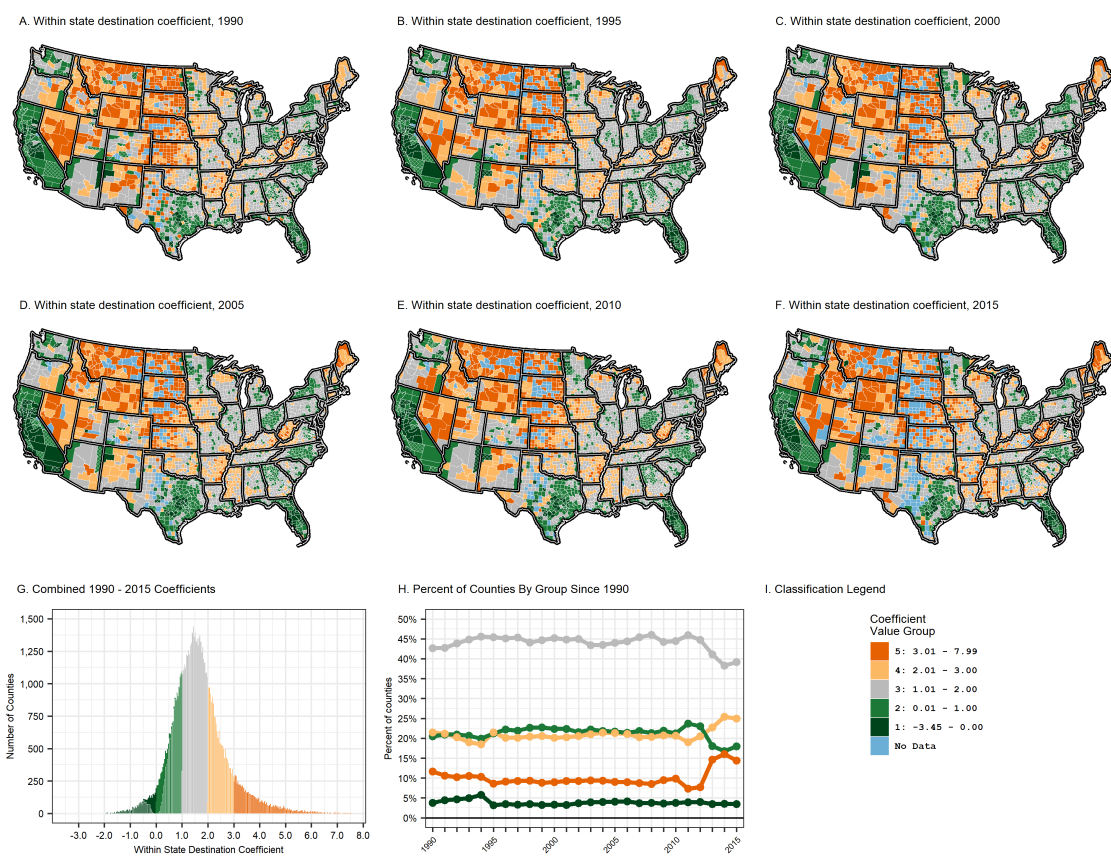 A. Within state destination coefficient, 1990
B. Within state destination coefficient, 1995
C. Within state destination coefficient, 2000
D. Within state destination coefficient, 2005
E. Within state destination coefficient, 2010
F. Within state destination coefficient, 2015
G. Combined 1990 - 2015 Coefficients
Number of Counties
1,500
1,250
1,000
750
500
250
0
-3.0 -2.0 -1.0 0.0 1.0 2.0 3.0 4.0 5.0 6.0 7.0 8.0
Within State Destination Coefficient
H. Percent of Counties By Group Since 1990
Percent of counties
50%
45%
40%
35%
30%
25%
20%
15%
10%
5%
0%
1990 1995 2000 2005 2010 2015
I. Classification Legend
Coefficient
Value Group
5: 3.01 - 7.99
4: 2.01 - 3.00
3: 1.01 - 2.00
2: 0.01 - 1.00
1: -3.45 - 0.00
No Data